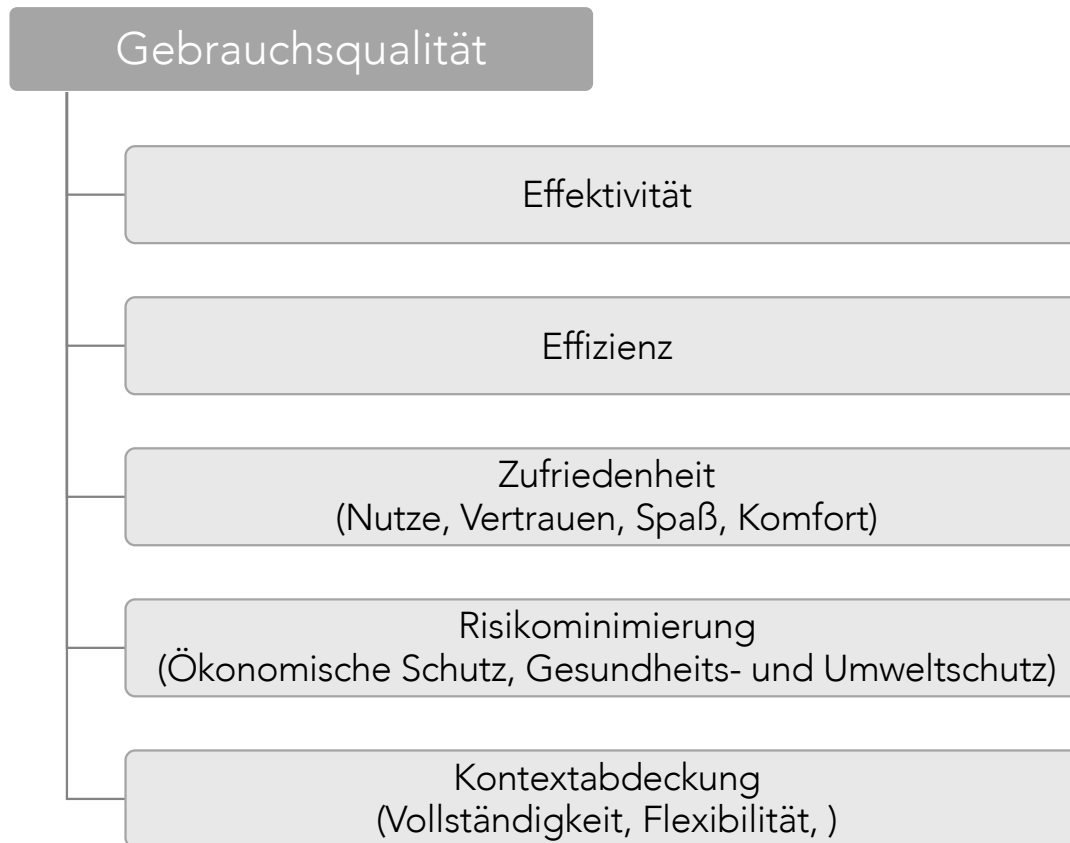 Gebrauchsqualität
Effektivität
Effizienz
Zufriedenheit
(Nutze, Vertrauen, Spaß, Komfort)
Risikominimierung
(Ökonomische Schutz, Gesundheits- und Umweltschutz)
Kontextabdeckung
(Vollständigkeit, Flexibilität, )